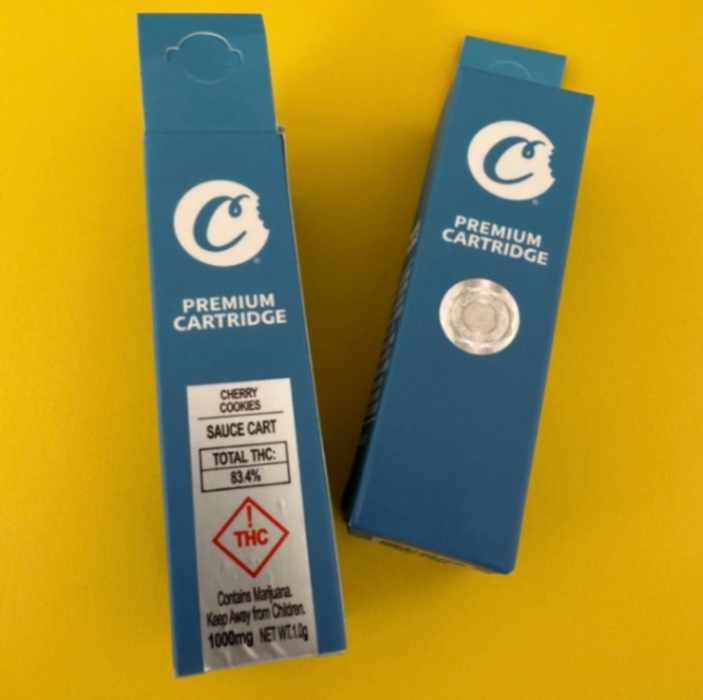 C
PREMIUM
CARTRIDGE
CHERRY
COOKIES
SAUCE CART
TOTAL THC:
83.4%
!
THC
Contains Marijuana.
Keep Away from Children.
1000mg NET WT.1.0g
C
PREMIUM
CARTRIDGE